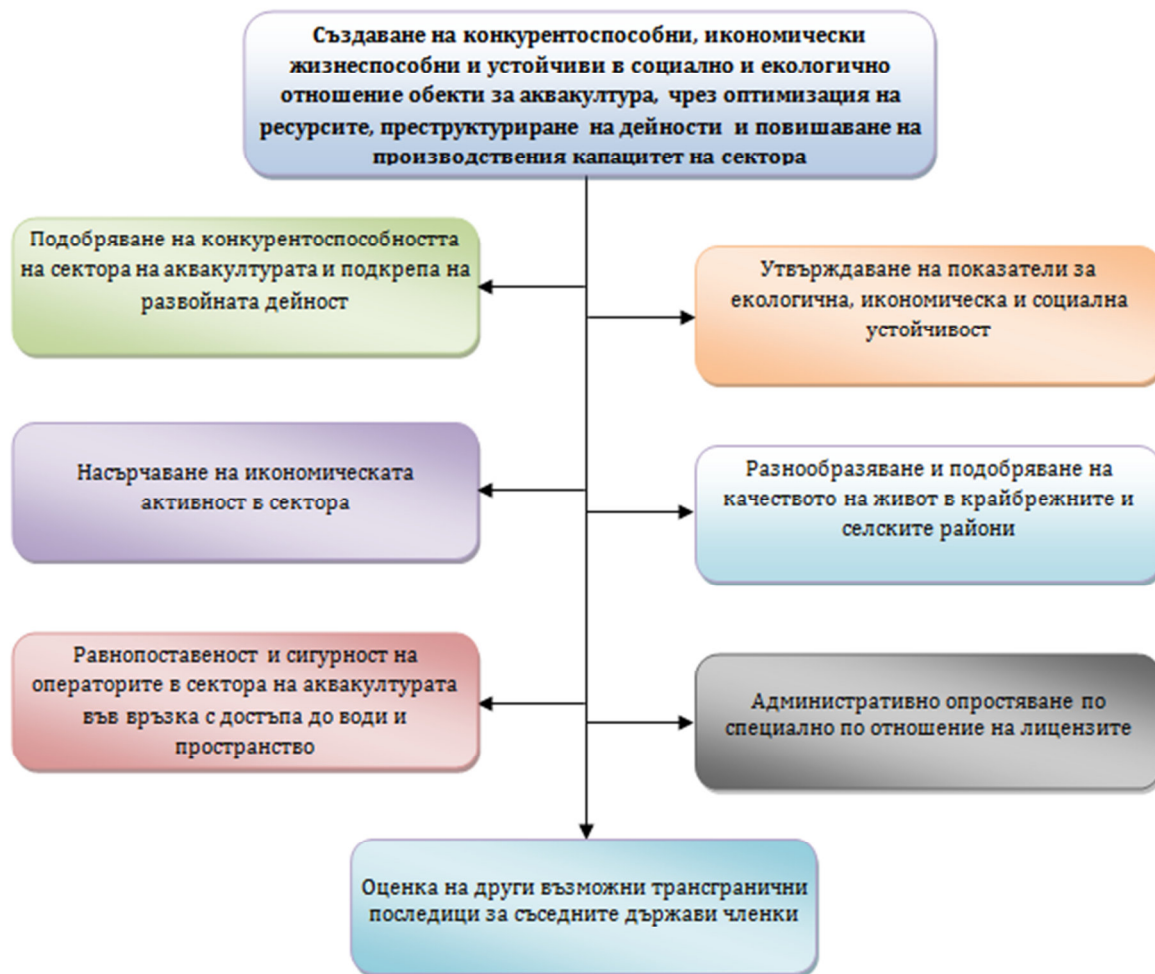 Създаване на конкурентоспособни, икономически
жизнеспособни и устойчиви в социално и екологично
отношение обекти за аквакултура, чрез оптимизация на
ресурсите, преструктуриране на дейности и повишаване на
производствения капацитет на сектора
Подобряване на конкурентоспособността
на сектора на аквакултурата и подкрепа на
развойната дейност
Утвърждаване на показатели за
екологична, икономическа и социална
устойчивост
Насърчаване на икономическата
активност в сектора
Разнообразяване и подобряване на
качеството на живот в крайбрежните и
селските райони
Равнопоставеност и сигурност на
операторите в сектора на аквакултурата
във връзка с достъпа до води и
пространство
Административно опростяване по
специално по отношение на лицензите
Оценка на други възможни трансгранични
последици за съседните държави членки